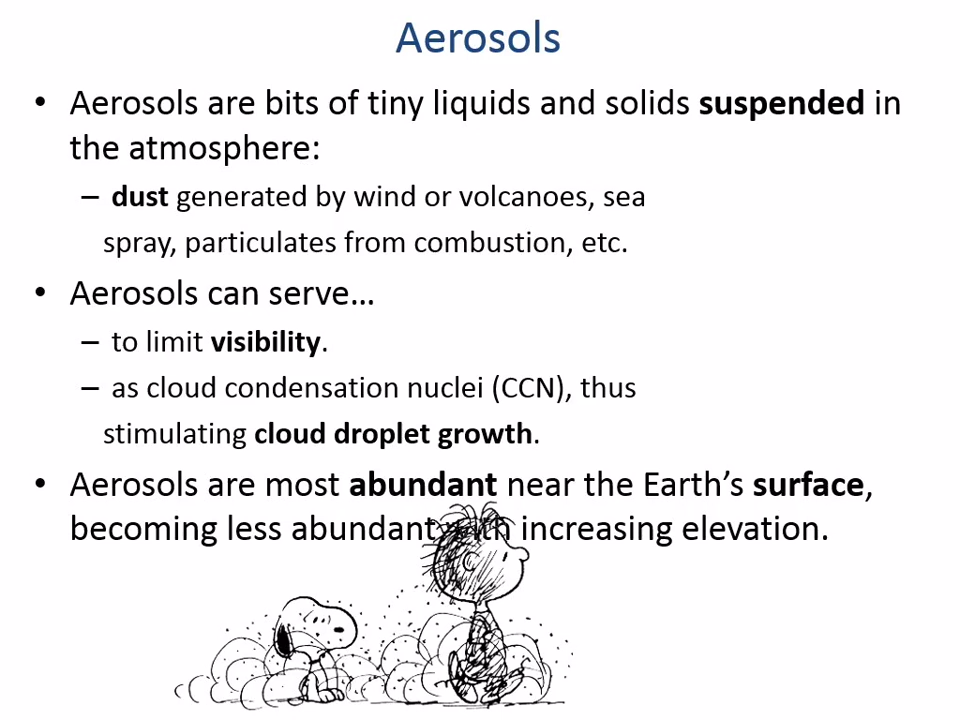 Aerosols
• Aerosols are bits of tiny liquids and solids suspended in
the atmosphere:
– dust generated by wind or volcanoes, sea
spray, particulates from combustion, etc.
• Aerosols can serve…
– to limit visibility.
– as cloud condensation nuclei (CCN), thus
stimulating cloud droplet growth.
• Aerosols are most abundant near the Earth’s surface,
becoming less abundant with increasing elevation.